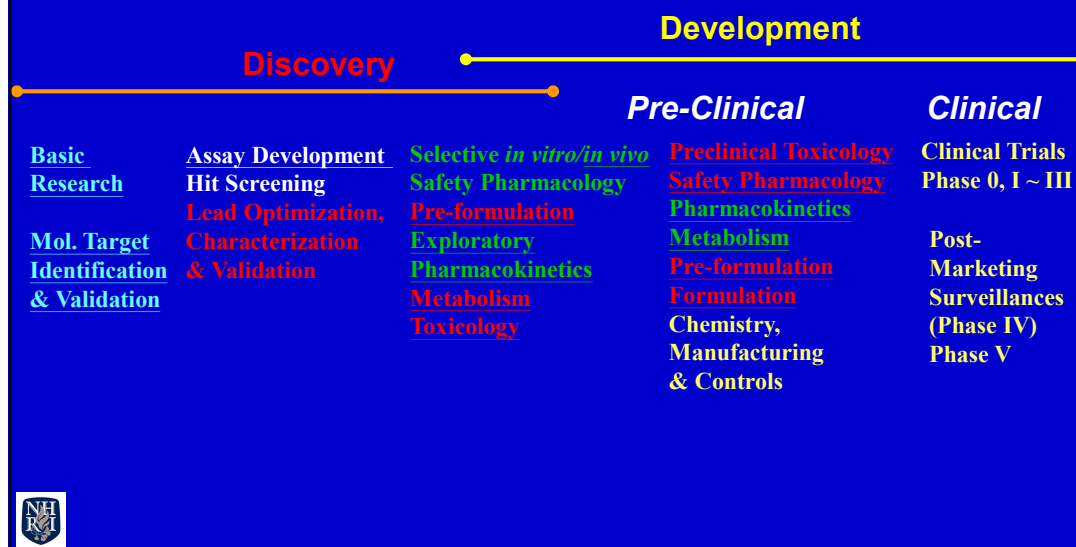 Development
Discovery
Pre-Clinical
Clinical
Basic
Research
Mol. Target
Identification
& Validation
Assay Development
Hit Screening
Lead Optimization,
Characterization
& Validation
Selective in vitro/in vivo
Safety Pharmacology
Pre-formulation
Exploratory
Pharmacokinetics
Metabolism
Toxicology
Preclinical Toxicology
Safety Pharmacology
Pharmacokinetics
Metabolism
Pre-formulation
Formulation
Chemistry,
Manufacturing
& Controls
Clinical Trials
Phase 0, I ~ III
Post-
Marketing
Surveillances
(Phase IV)
Phase V
NH
RI